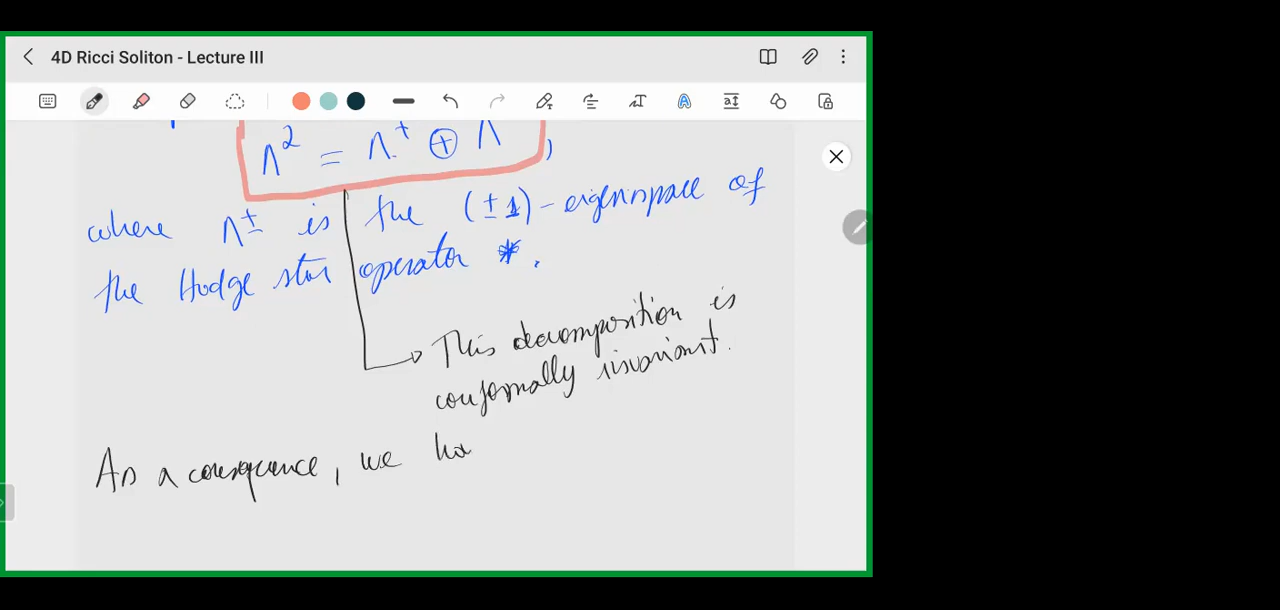 4D Ricci Soliton - Lecture III
Λ² = Λ⁺ ⊕ Λ ,
where Λ± is the (±1)-eigenspace of
the Hodge star operator *.
This decomposition is
conformally invariant.
As a consequence, we ha